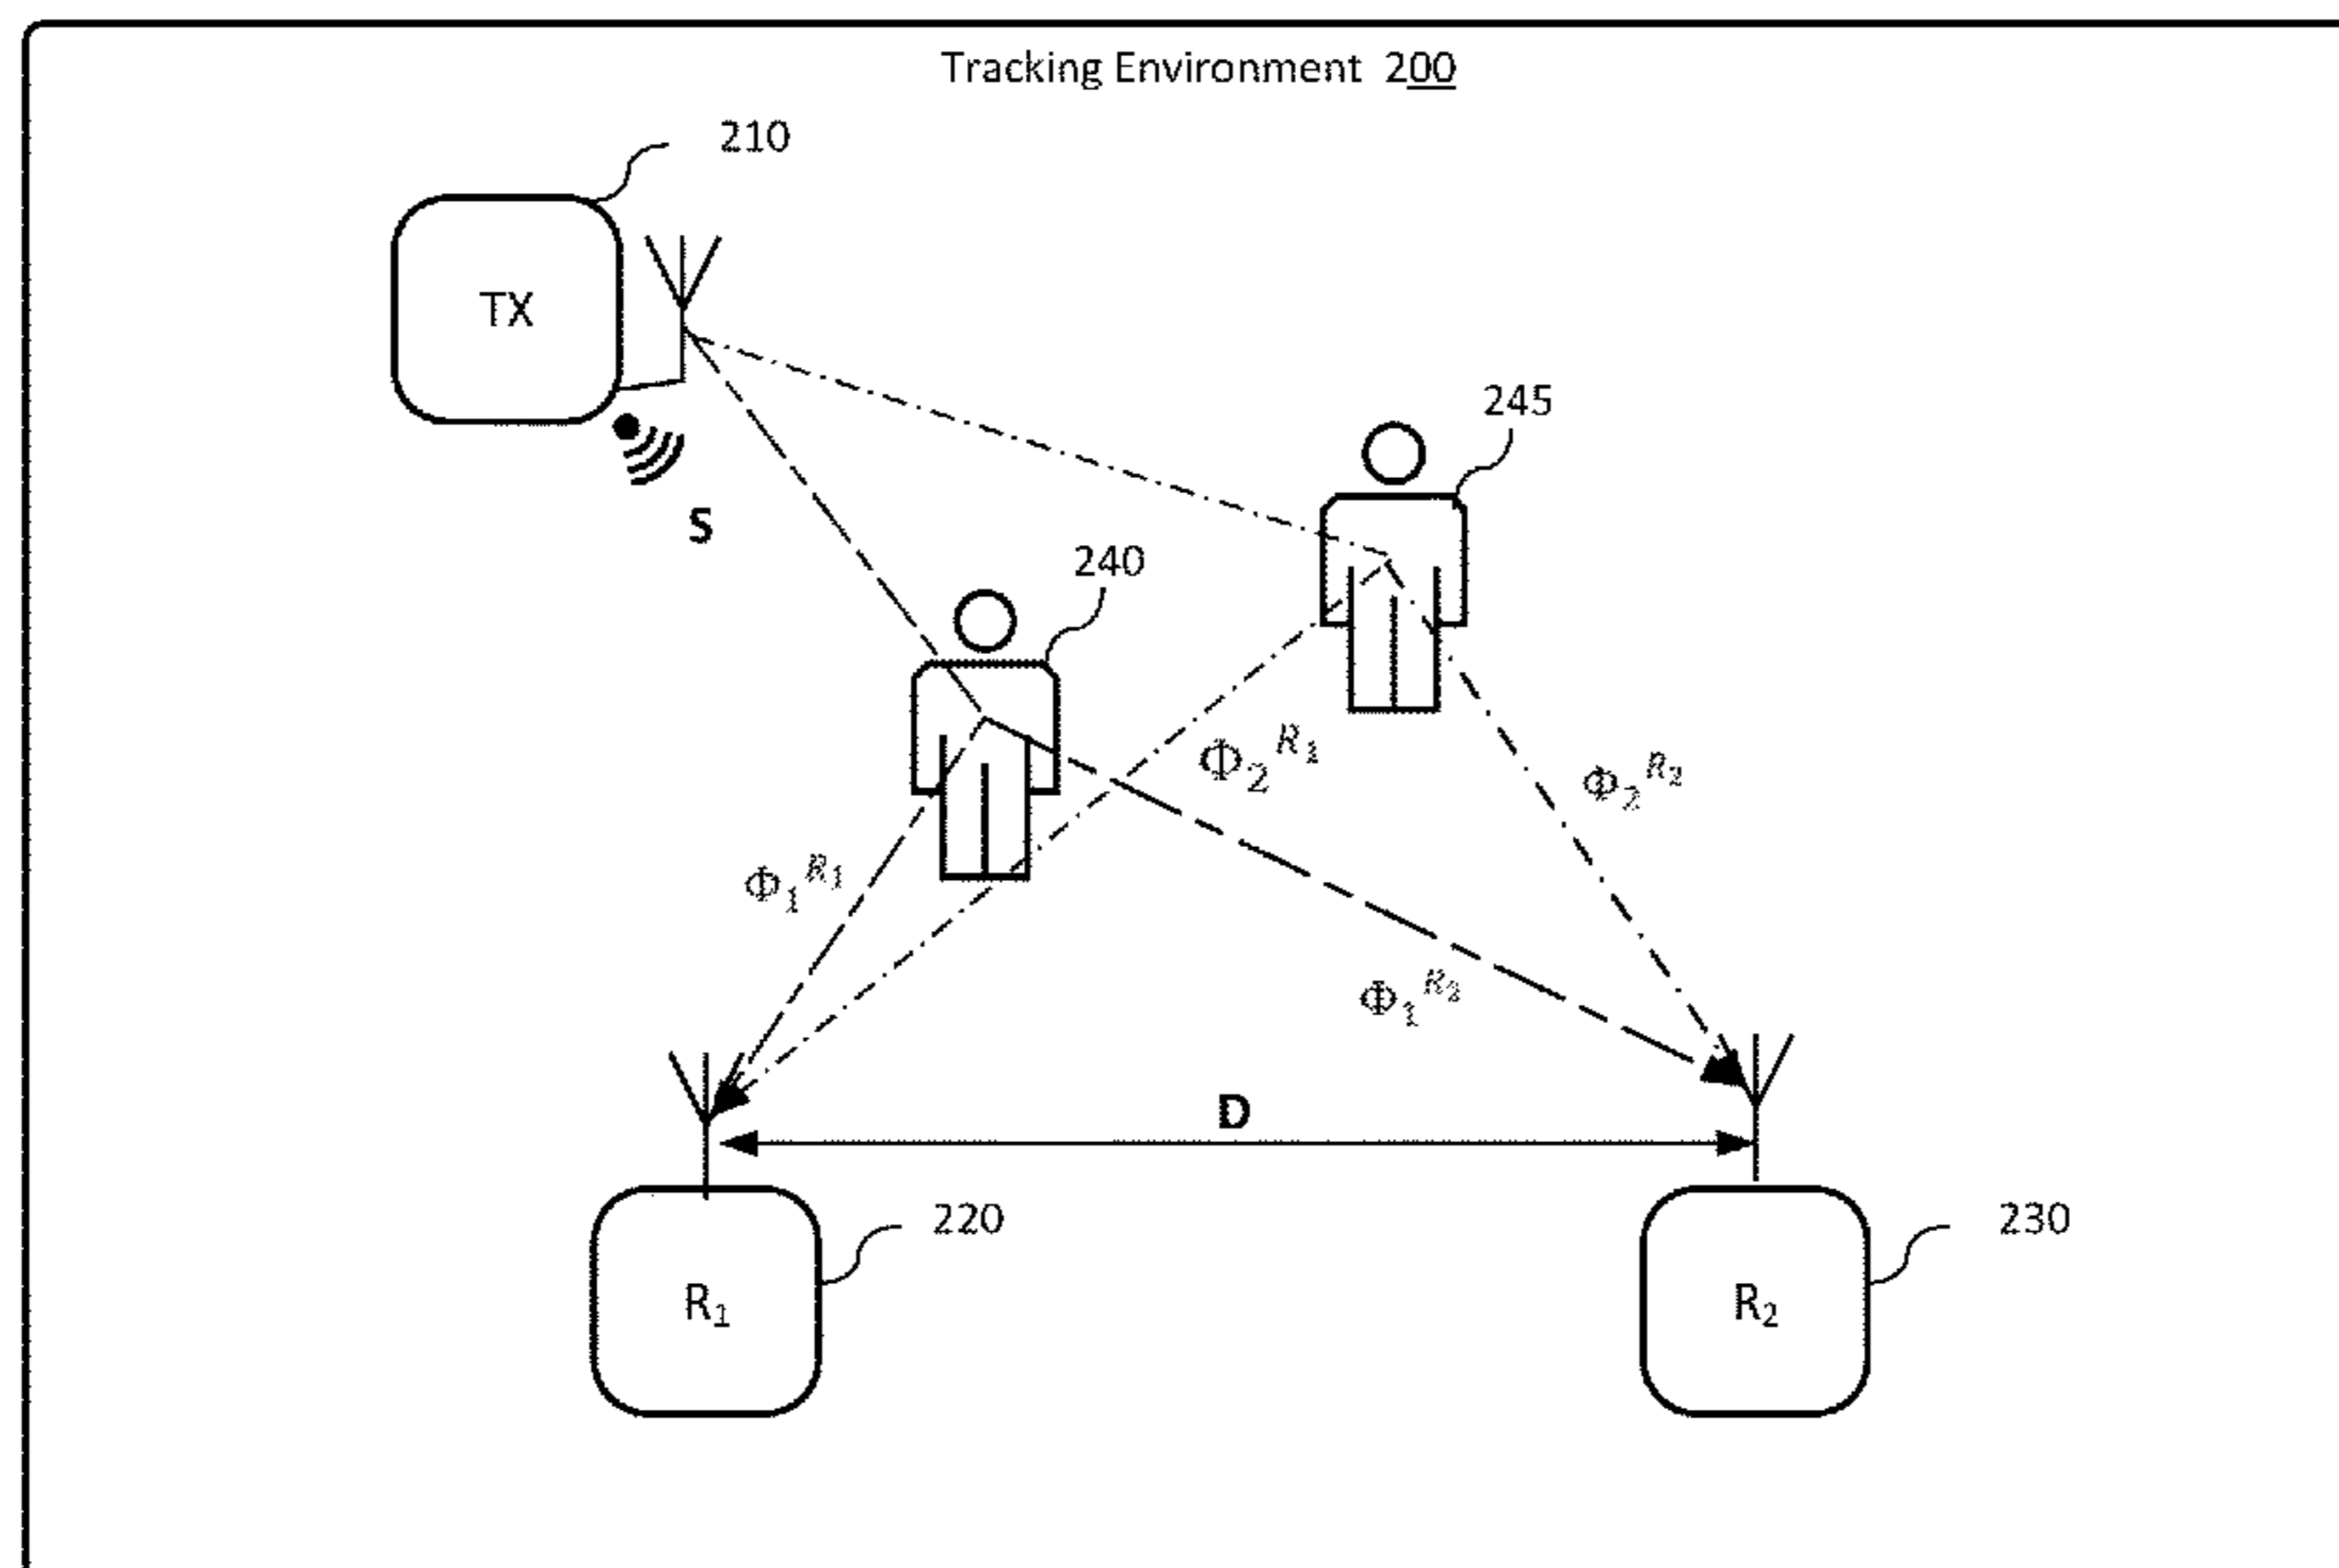 Tracking Environment 200
210
TX
245
S
240
Φ₂ᴿ¹
Φ₂ᴿ²
Φ₁ᴿ¹
Φ₁ᴿ²
D
220
230
R₁
R₂